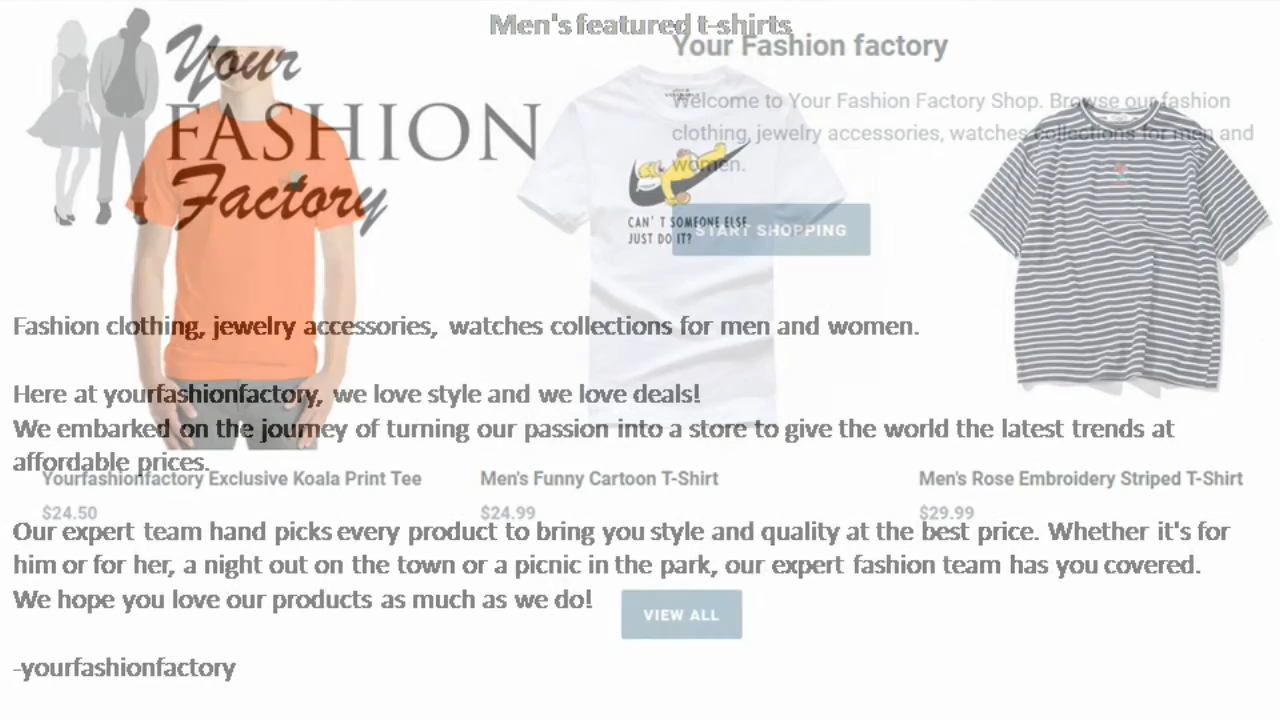 Men's featured t-shirts
Your
FASHION
Factory
Your Fashion factory
Welcome to Your Fashion Factory Shop. Browse our fashion
clothing, jewelry accessories, watches collections for men and
women.
START SHOPPING
CAN'T SOMEONE ELSE
JUST DO IT?
Fashion clothing, jewelry accessories, watches collections for men and women.
Here at yourfashionfactory, we love style and we love deals!
We embarked on the journey of turning our passion into a store to give the world the latest trends at
affordable prices.
Yourfashionfactory Exclusive Koala Print Tee
$24.50
Men's Funny Cartoon T-Shirt
$24.99
Men's Rose Embroidery Striped T-Shirt
$29.99
Our expert team hand picks every product to bring you style and quality at the best price. Whether it's for
him or for her, a night out on the town or a picnic in the park, our expert fashion team has you covered.
We hope you love our products as much as we do!
VIEW ALL
-yourfashionfactory